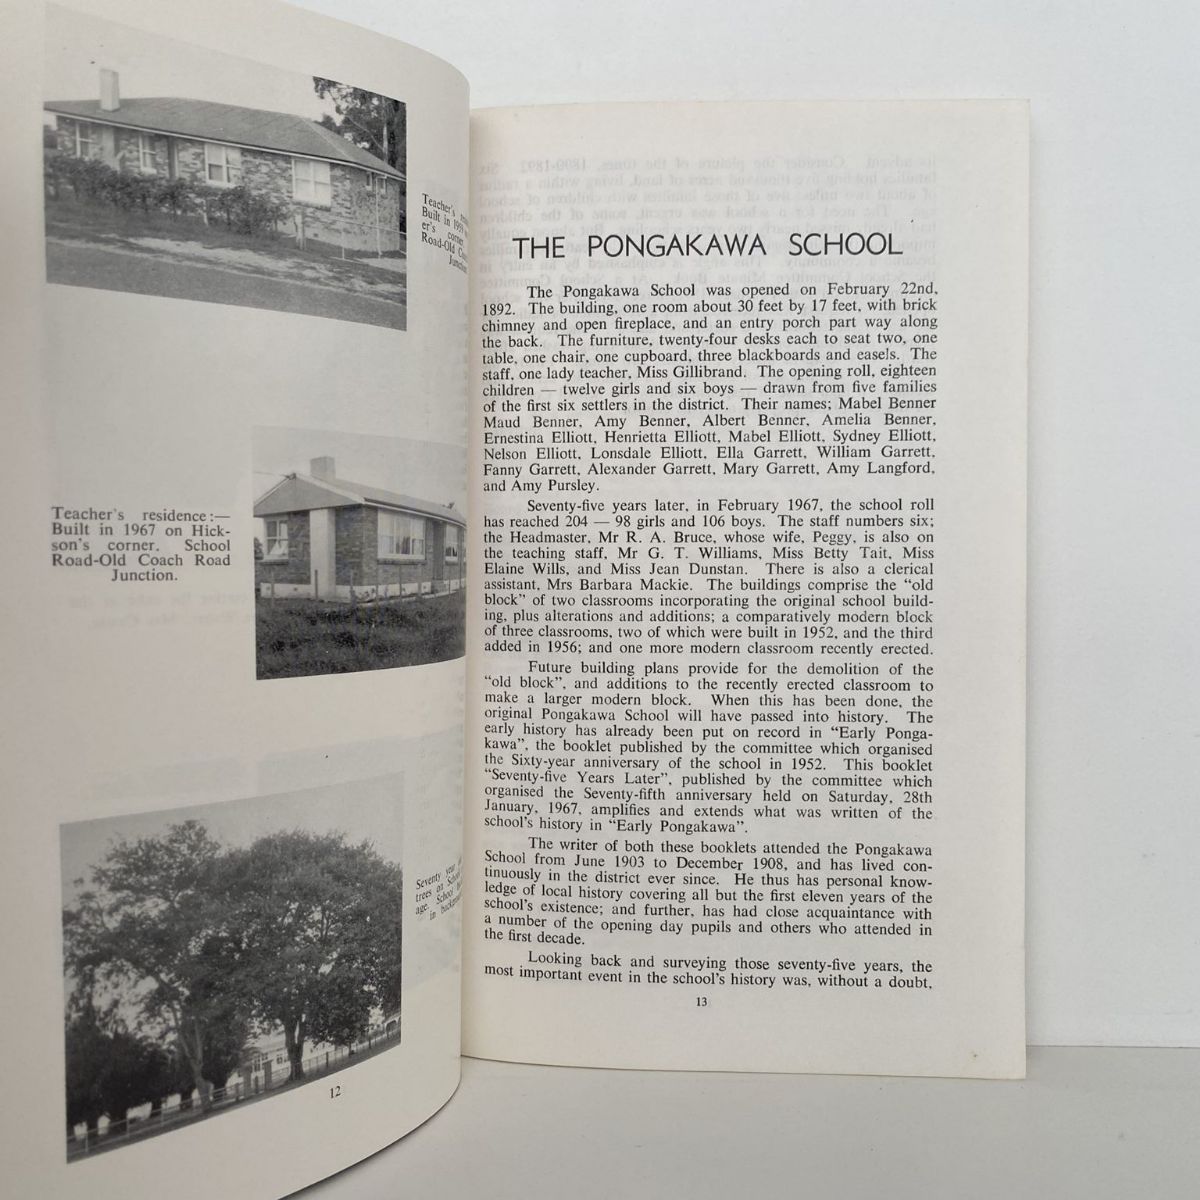 Teacher's
Built in 1959
er's corner.
Road-Old Coach
Junction.
Teacher's residence:—
Built in 1967 on Hick-
son's corner. School
Road-Old Coach Road
Junction.
Seventy year
trees on School
age. School
in
12
THE PONGAKAWA SCHOOL
The Pongakawa School was opened on February 22nd,
1892. The building, one room about 30 feet by 17 feet, with brick
chimney and open fireplace, and an entry porch part way along
the back. The furniture, twenty-four desks each to seat two, one
table, one chair, one cupboard, three blackboards and easels. The
staff, one lady teacher, Miss Gillibrand. The opening roll, eighteen
children — twelve girls and six boys — drawn from five families
of the first six settlers in the district. Their names; Mabel Benner
Maud Benner, Amy Benner, Albert Benner, Amelia Benner,
Ernestina Elliott, Henrietta Elliott, Mabel Elliott, Sydney Elliott,
Nelson Elliott, Lonsdale Elliott, Ella Garrett, William Garrett,
Fanny Garrett, Alexander Garrett, Mary Garrett, Amy Langford,
and Amy Pursley.
Seventy-five years later, in February 1967, the school roll
has reached 204 — 98 girls and 106 boys. The staff numbers six;
the Headmaster, Mr R. A. Bruce, whose wife, Peggy, is also on
the teaching staff, Mr G. T. Williams, Miss Betty Tait, Miss
Elaine Wills, and Miss Jean Dunstan. There is also a clerical
assistant, Mrs Barbara Mackie. The buildings comprise the “old
block” of two classrooms incorporating the original school build-
ing, plus alterations and additions; a comparatively modern block
of three classrooms, two of which were built in 1952, and the third
added in 1956; and one more modern classroom recently erected.
Future building plans provide for the demolition of the
“old block”, and additions to the recently erected classroom to
make a larger modern block. When this has been done, the
original Pongakawa School will have passed into history. The
early history has already been put on record in “Early Ponga-
kawa”, the booklet published by the committee which organised
the Sixty-year anniversary of the school in 1952. This booklet
“Seventy-five Years Later”, published by the committee which
organised the Seventy-fifth anniversary held on Saturday, 28th
January, 1967, amplifies and extends what was written of the
school's history in “Early Pongakawa”.
The writer of both these booklets attended the Pongakawa
School from June 1903 to December 1908, and has lived con-
tinuously in the district ever since. He thus has personal know-
ledge of local history covering all but the first eleven years of the
school's existence; and further, has had close acquaintance with
a number of the opening day pupils and others who attended in
the first decade.
Looking back and surveying those seventy-five years, the
most important event in the school's history was, without a doubt,
13